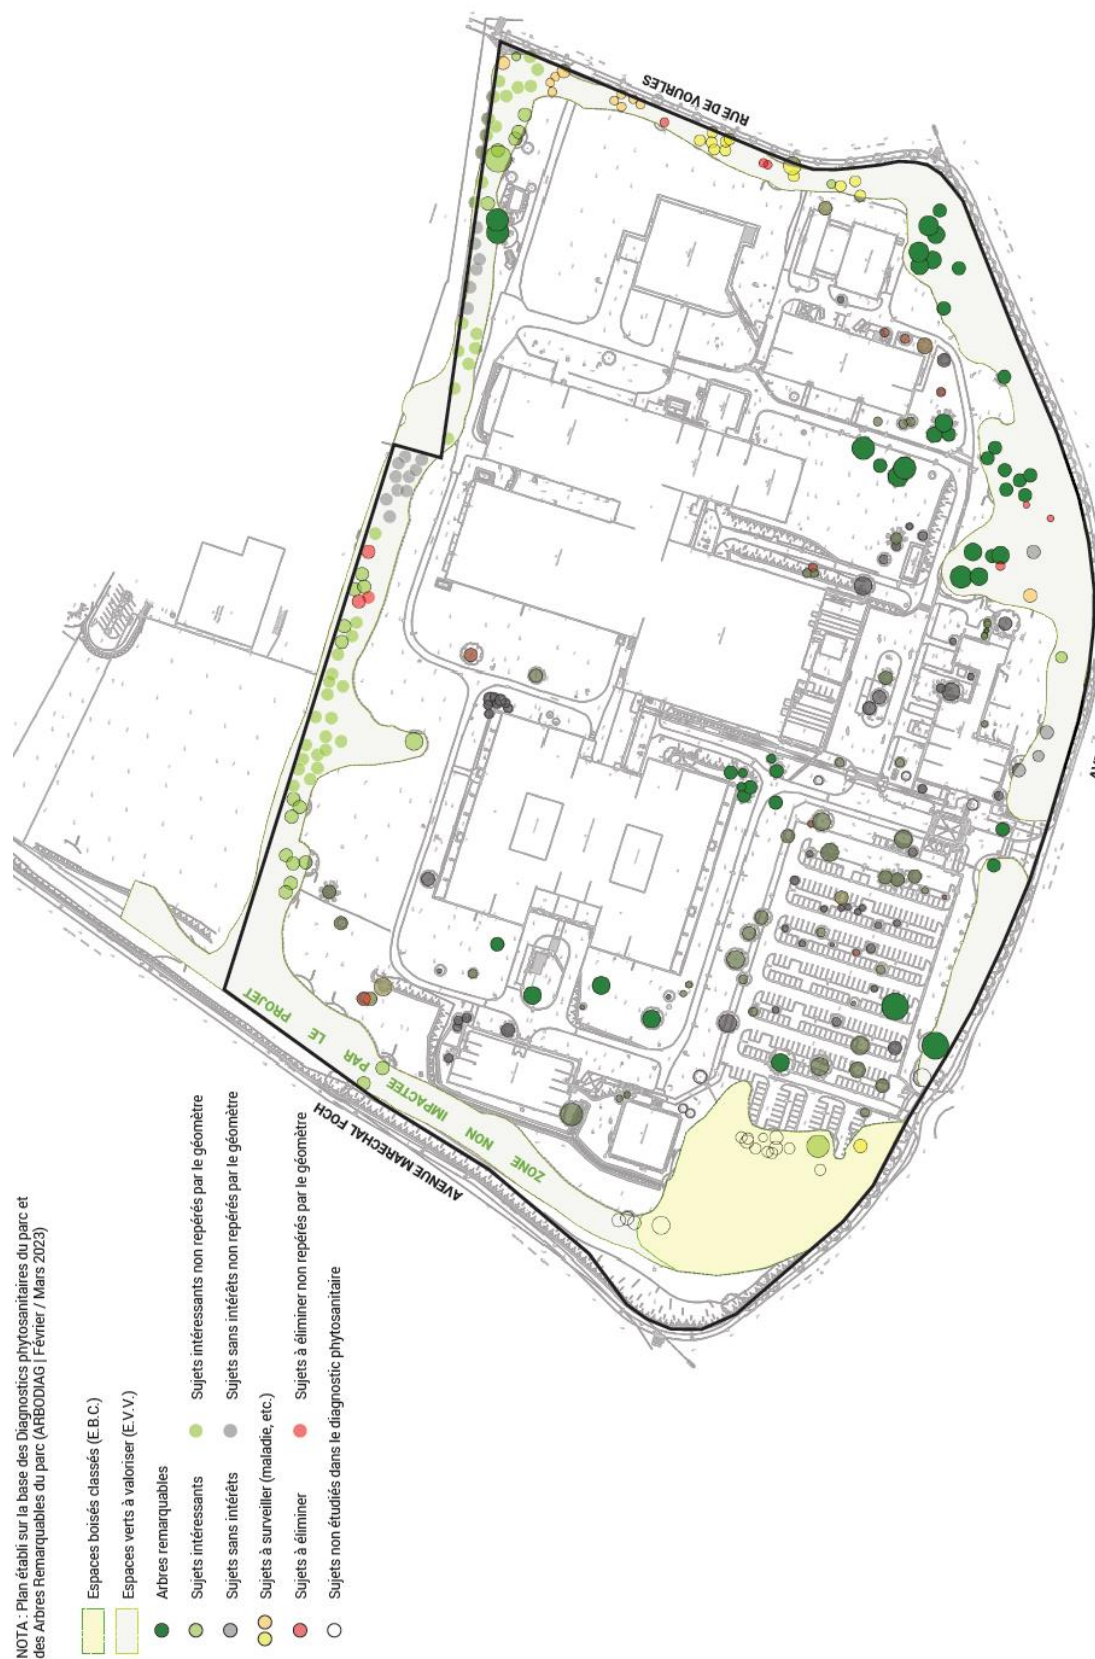 NOTA : Plan établi sur la base des Diagnostics phytosanitaires du parc et
des Arbres Remarquables du parc (ARBODIAG | Février / Mars 2023)
Espaces boisés classés (E.B.C.)
Espaces verts à valoriser (E.V.V.)
Arbres remarquables
Sujets intéressants
Sujets intéressants non repérés par le géomètre
Sujets sans intérêts
Sujets sans intérêts non repérés par le géomètre
Sujets à surveiller (maladie, etc.)
Sujets à éliminer
Sujets à éliminer non repérés par le géomètre
Sujets non étudiés dans le diagnostic phytosanitaire
AVENUE MARECHAL FOCH
ZONE NON IMPACTEE PAR LE PROJET
RUE DE VOURLES